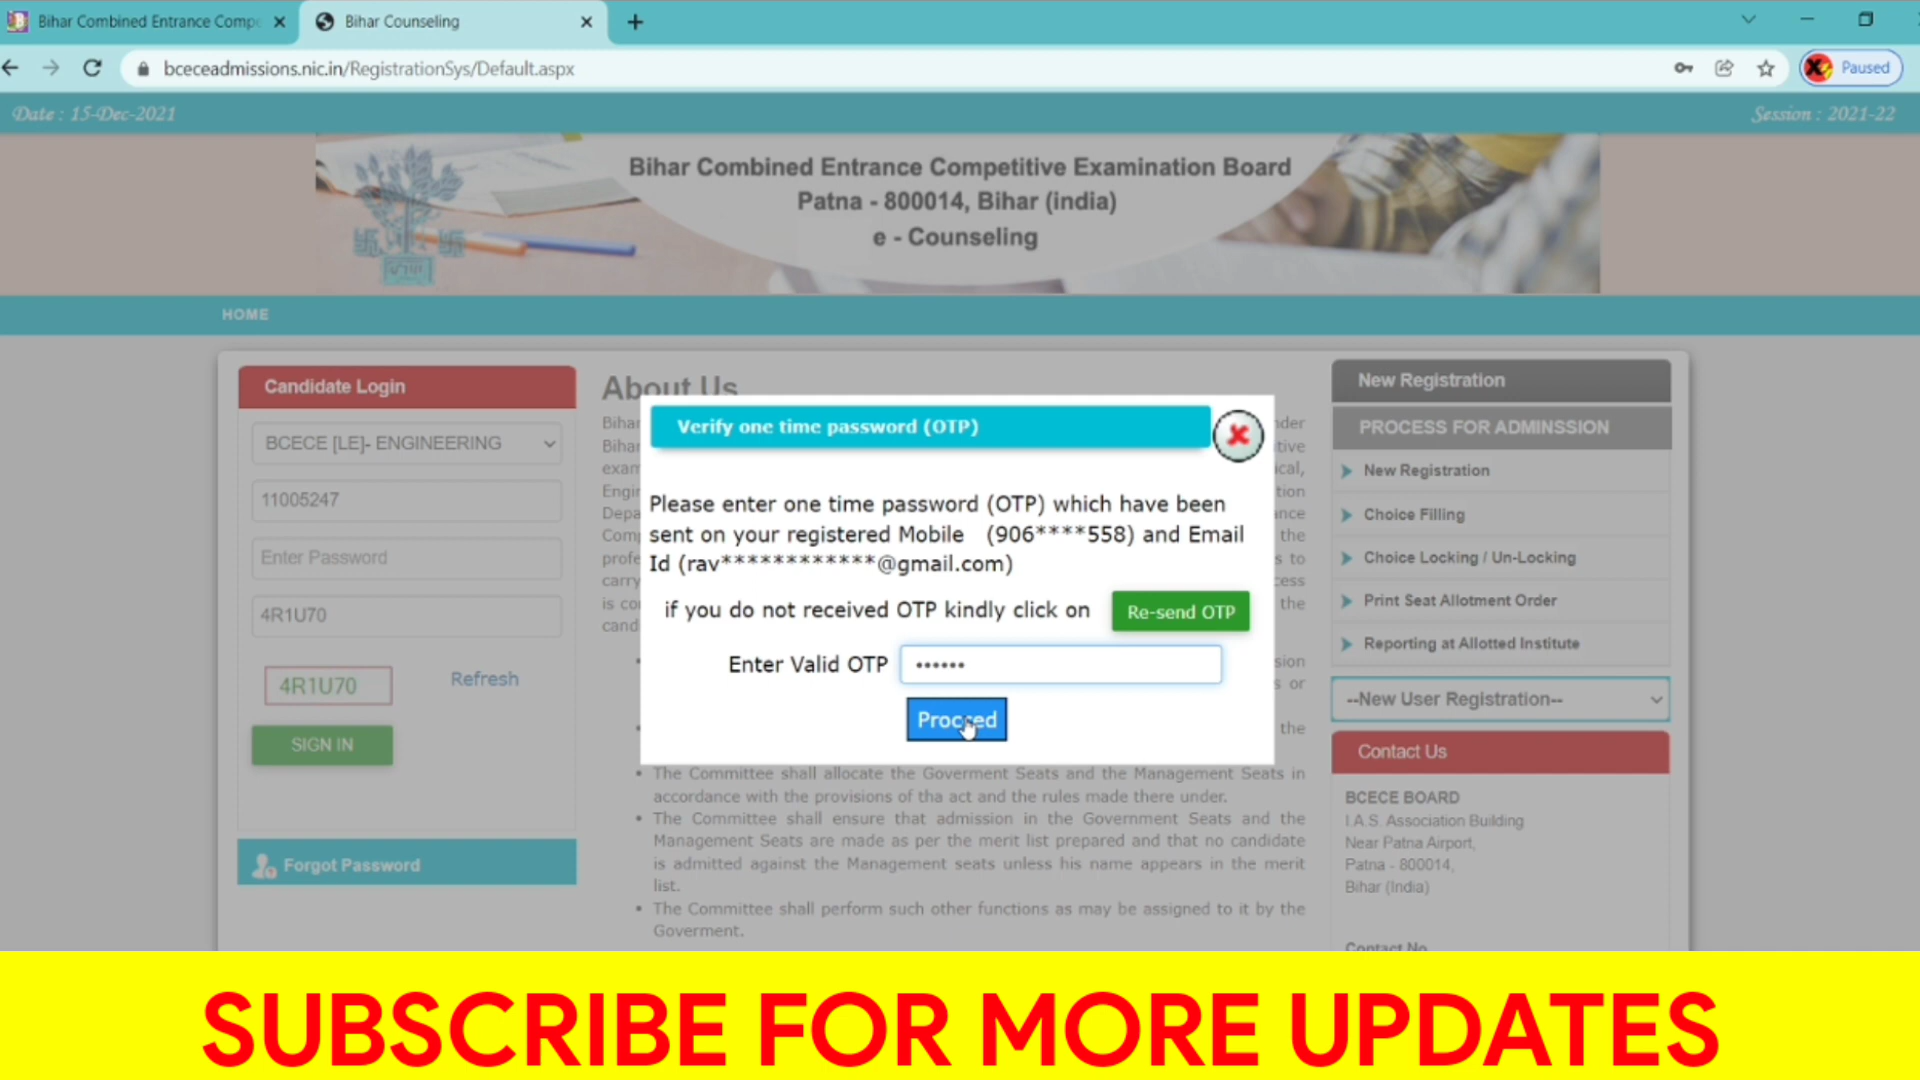 Bihar Combined Entrance Compe
Bihar Counseling
bceceadmissions.nic.in/RegistrationSys/Default.aspx
Paused
Date : 15-Dec-2021
Session : 2021-22
Bihar Combined Entrance Competitive Examination Board
Patna - 800014, Bihar (india)
e - Counseling
HOME
Candidate Login
BCECE [LE]- ENGINEERING
11005247
Enter Password
4R1U70
4R1U70
Refresh
SIGN IN
Forgot Password
About Us
Verify one time password (OTP)
Please enter one time password (OTP) which have been
sent on your registered Mobile (906****558) and Email
Id (rav************@gmail.com)
if you do not received OTP kindly click on
Re-send OTP
Enter Valid OTP
••••••
Proceed
• The Committee shall allocate the Goverment Seats and the Management Seats in
accordance with the provisions of tha act and the rules made there under.
• The Committee shall ensure that admission in the Government Seats and the
Management Seats are made as per the merit list prepared and that no candidate
is admitted against the Management seats unless his name appears in the merit
list.
• The Committee shall perform such other functions as may be assigned to it by the
Goverment.
New Registration
PROCESS FOR ADMINSSION
New Registration
Choice Filling
Choice Locking / Un-Locking
Print Seat Allotment Order
Reporting at Allotted Institute
--New User Registration--
Contact Us
BCECE BOARD
I.A.S. Association Building
Near Patna Airport,
Patna - 800014,
Bihar (India)
Contact No
SUBSCRIBE FOR MORE UPDATES